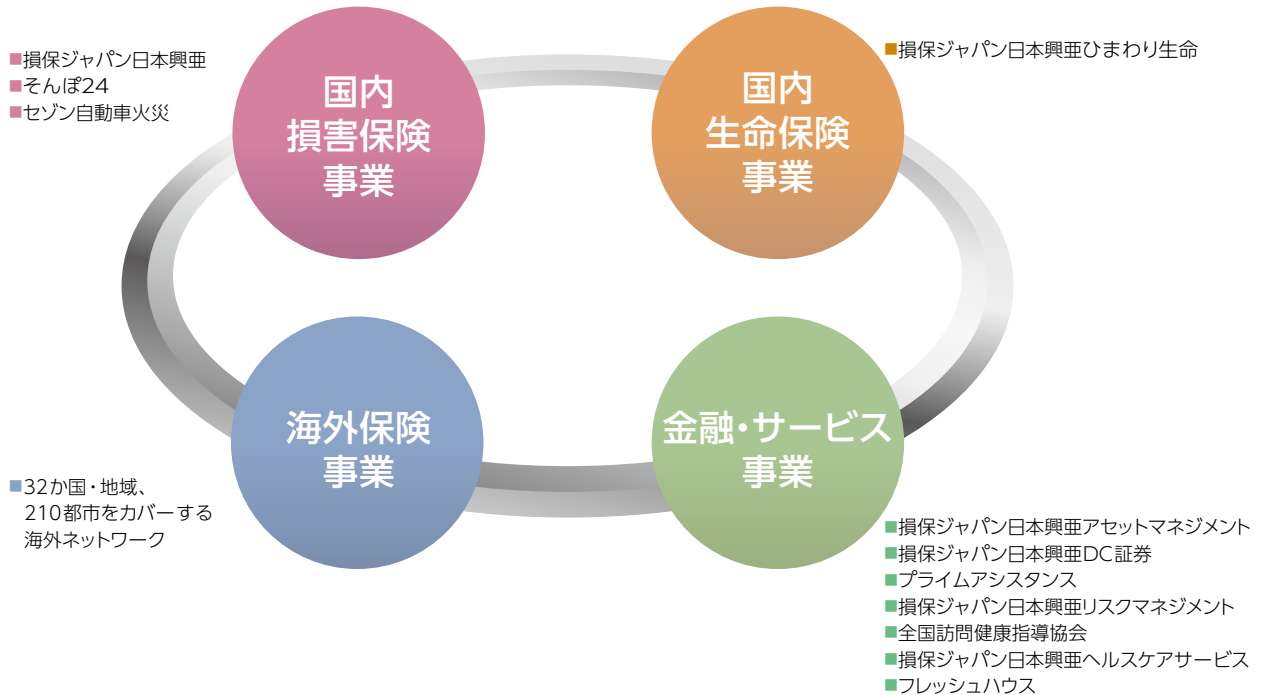 ■損保ジャパン日本興亜
■そんぽ24
■セゾン自動車火災
国内
損害保険
事業
国内
生命保険
事業
■損保ジャパン日本興亜ひまわり生命
海外保険
事業
■32か国・地域、
210都市をカバーする
海外ネットワーク
金融・サービス
事業
■損保ジャパン日本興亜アセットマネジメント
■損保ジャパン日本興亜DC証券
■プライムアシスタンス
■損保ジャパン日本興亜リスクマネジメント
■全国訪問健康指導協会
■損保ジャパン日本興亜ヘルスケアサービス
■フレッシュハウス